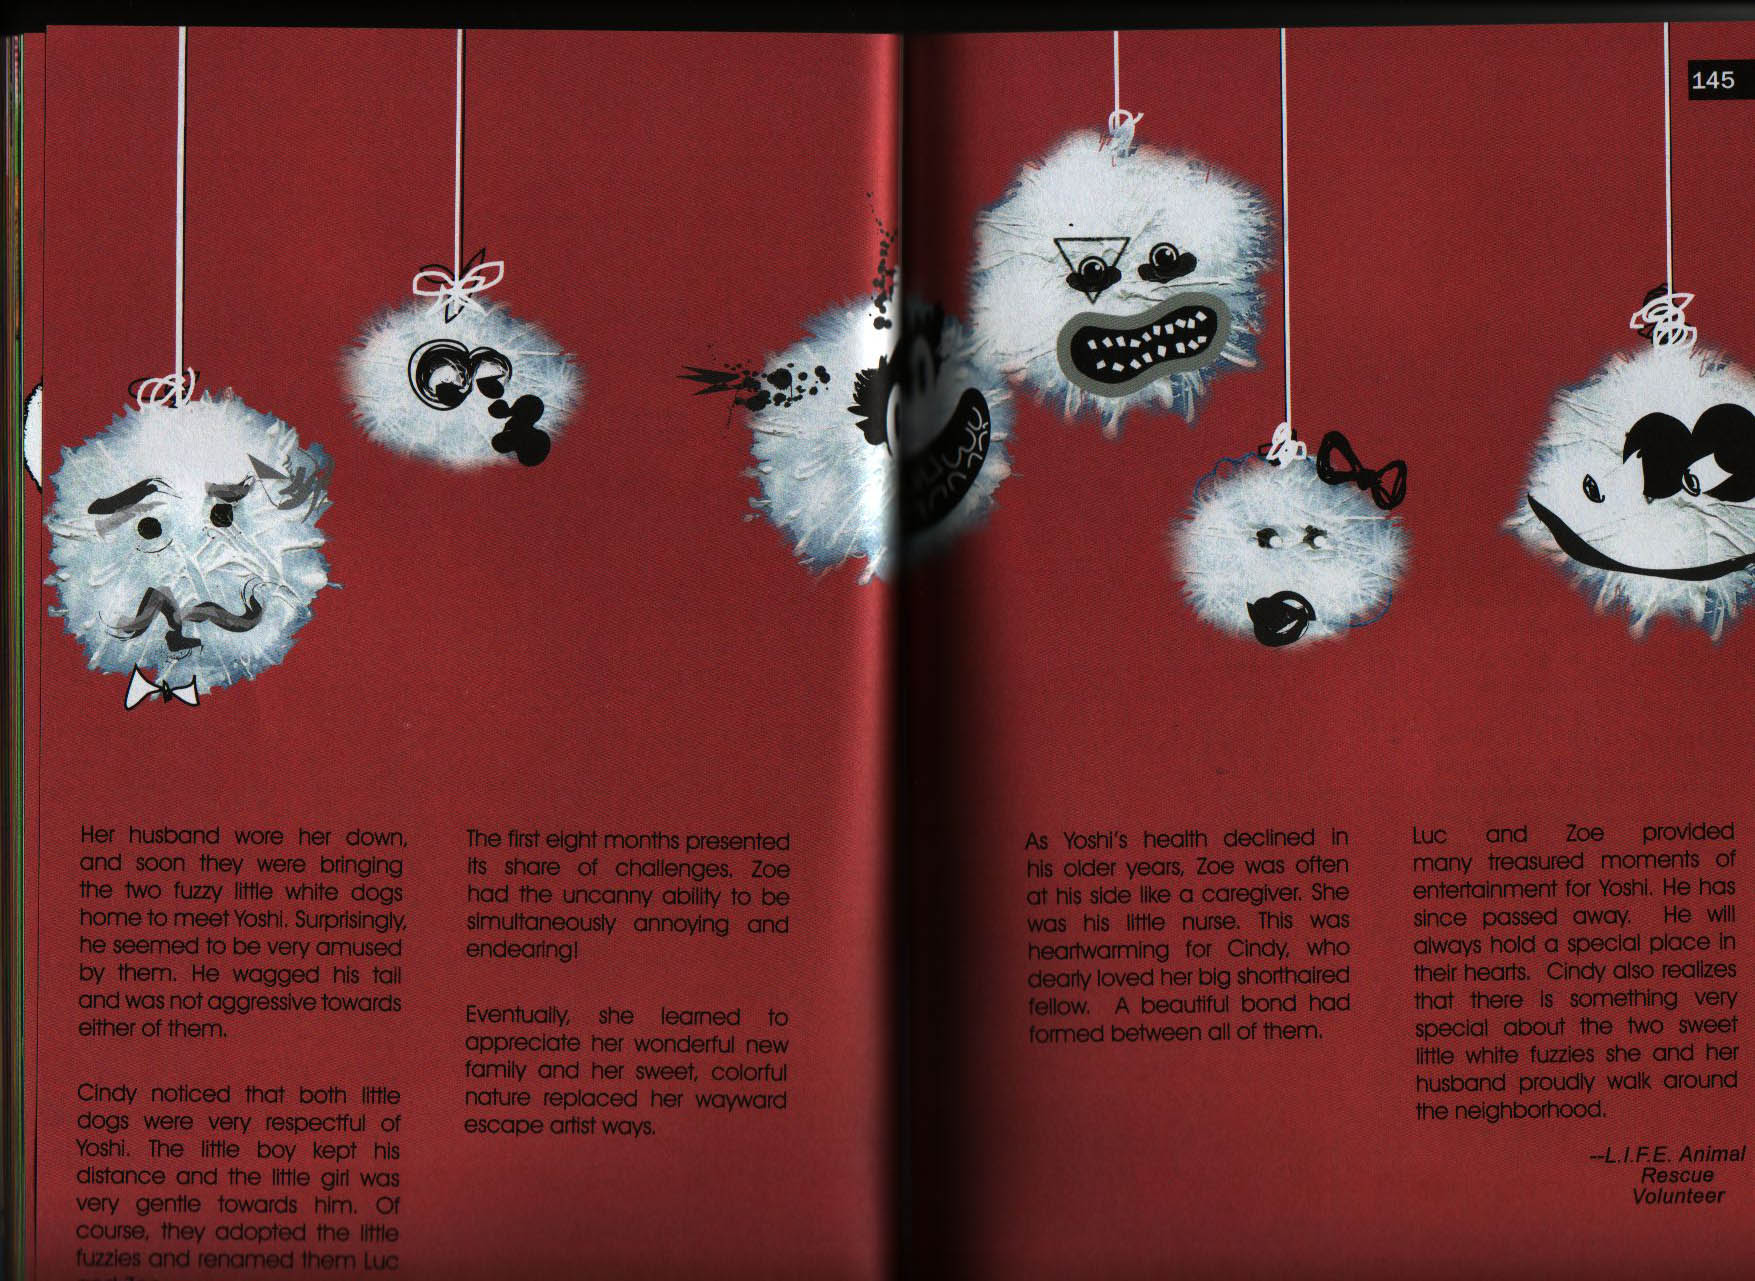 145
Her husband wore her down,
and soon they were bringing
the two fuzzy little white dogs
home to meet Yoshi. Surprisingly,
he seemed to be very amused
by them. He wagged his tail
and was not aggressive towards
either of them.
Cindy noticed that both little
dogs were very respectful of
Yoshi. The little boy kept his
distance and the little girl was
very gentle towards him. Of
course, they adopted the little
fuzzies and renamed them Luc
The first eight months presented
its share of challenges. Zoe
had the uncanny ability to be
simultaneously annoying and
endearing!
Eventually, she learned to
appreciate her wonderful new
family and her sweet, colorful
nature replaced her wayward
escape artist ways.
As Yoshi's health declined in
his older years, Zoe was often
at his side like a caregiver. She
was his little nurse. This was
heartwarming for Cindy, who
dearly loved her big shorthaired
fellow. A beautiful bond had
formed between all of them.
Luc and Zoe provided
many treasured moments of
entertainment for Yoshi. He has
since passed away. He will
always hold a special place in
their hearts. Cindy also realizes
that there is something very
special about the two sweet
little white fuzzies she and her
husband proudly walk around
the neighborhood.
--L.I.F.E. Animal
Rescue
Volunteer